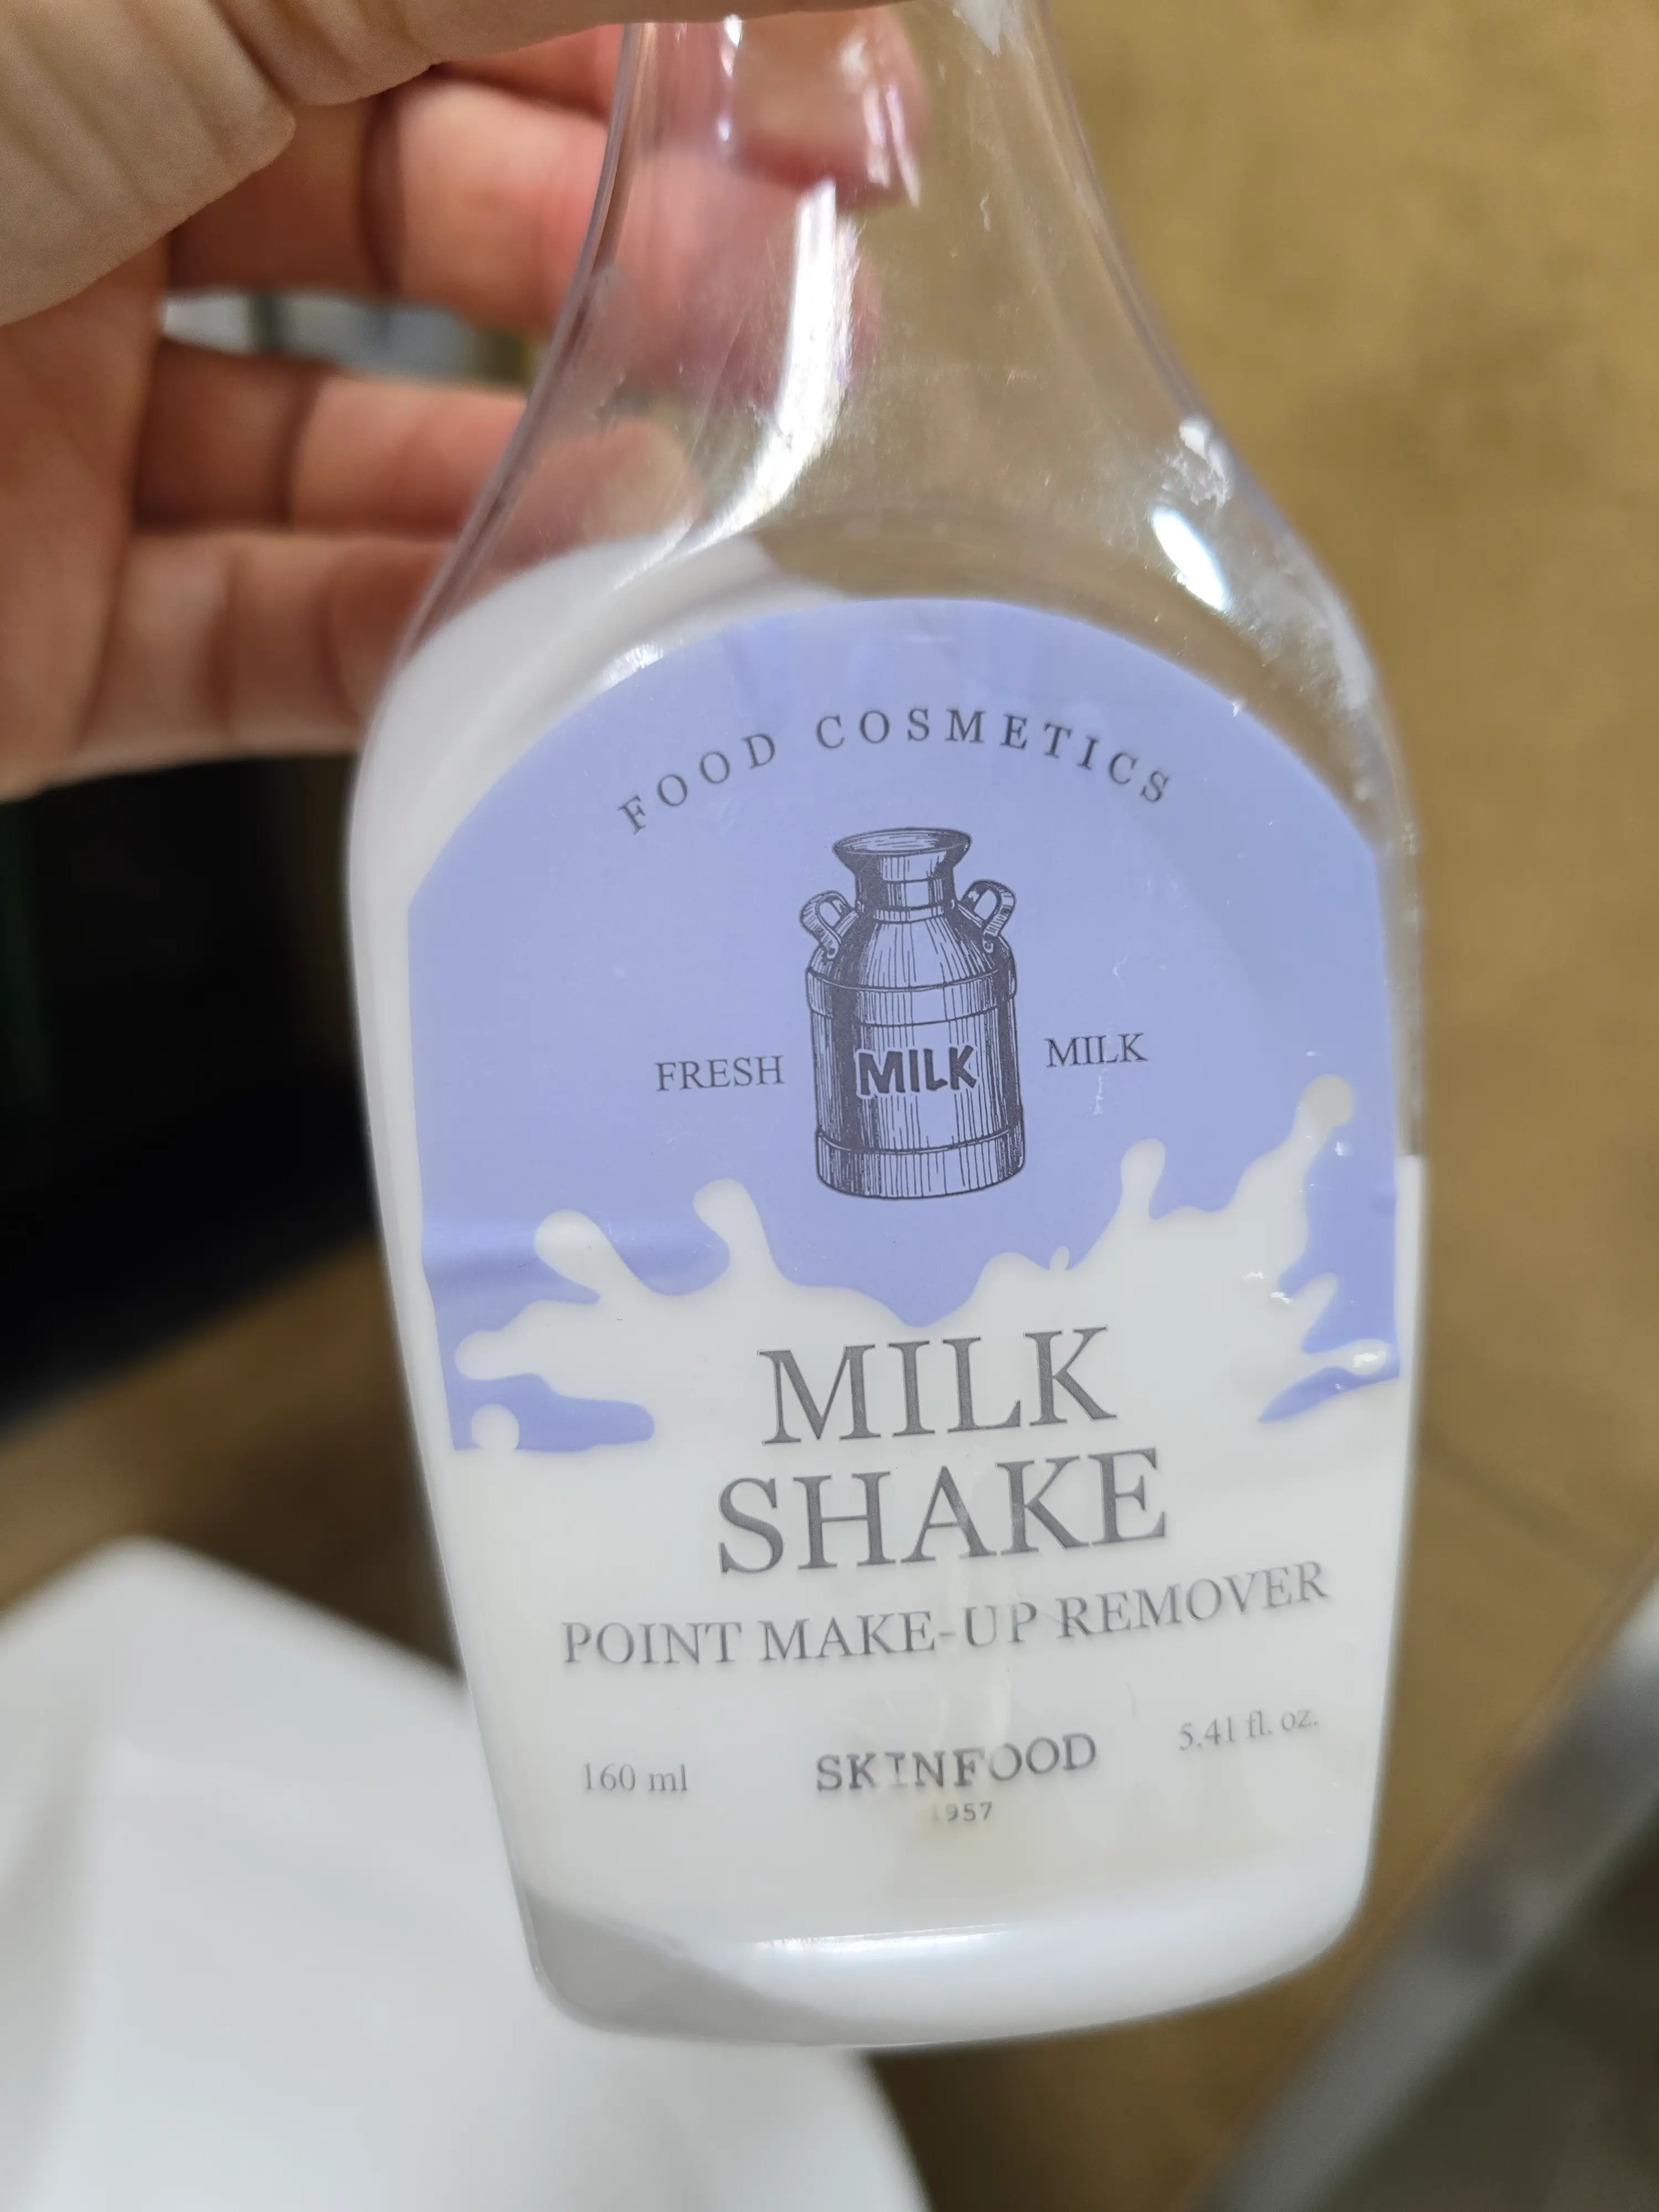 FOOD COSMETICS
FRESH MILK MILK
MILK
SHAKE
POINT MAKE-UP REMOVER
160 ml SKINFOOD 5.41 fl. oz.
1957